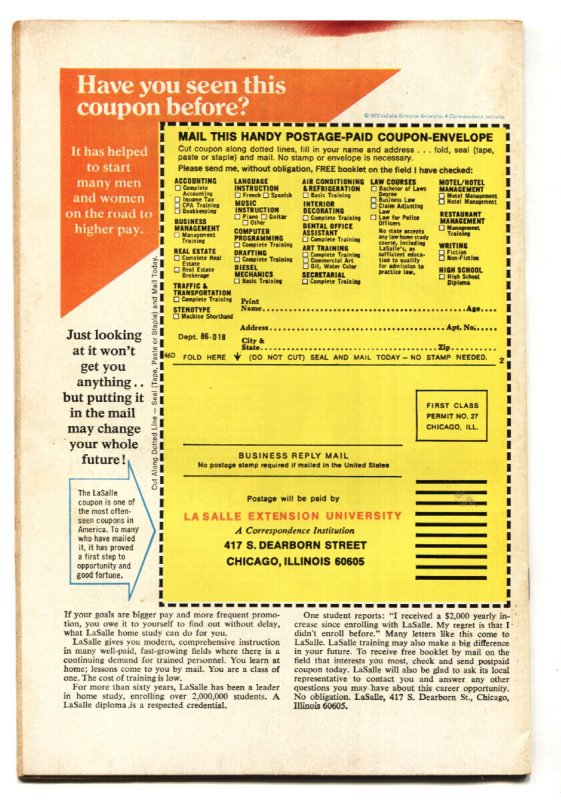 Have you seen this
coupon before?
© 1973 LaSalle Extension University, A Correspondence Institution
It has helped
to start
many men
and women
on the road to
higher pay.
MAIL THIS HANDY POSTAGE-PAID COUPON-ENVELOPE
Cut coupon along dotted lines, fill in your name and address . . . fold, seal (tape,
paste or staple) and mail. No stamp or envelope is necessary.
Please send me, without obligation, FREE booklet on the field I have checked:
ACCOUNTING
Complete
Accounting
Income Tax
CPA Training
Bookkeeping
BUSINESS
MANAGEMENT
Management
Training
REAL ESTATE
Complete Real
Estate
Real Estate
Brokerage
TRAFFIC &
TRANSPORTATION
Complete Training
STENOTYPE
Machine Shorthand
LANGUAGE
INSTRUCTION
French Spanish
MUSIC
INSTRUCTION
Piano Guitar
Other
COMPUTER
PROGRAMMING
Complete Training
DRAFTING
Complete Training
DIESEL
MECHANICS
Basic Training
AIR CONDITIONING
& REFRIGERATION
Basic Training
INTERIOR
DECORATING
Complete Training
DENTAL OFFICE
ASSISTANT
Complete Training
ART TRAINING
Complete Training
Commercial Art
Oil, Water Color
SECRETARIAL
Complete Training
LAW COURSES
Bachelor of Laws
Degree
Business Law
Claim Adjusting
Law
Law for Police
Officers
No state accepts
any law home study
course, including
LaSalle's, as
sufficient educa-
tion to qualify
for admission to
practice law.
MOTEL/HOTEL
MANAGEMENT
Motel Management
Hotel Management
RESTAURANT
MANAGEMENT
Management
Training
WRITING
Fiction
Non-Fiction
HIGH SCHOOL
High School
Diploma
Print
Name Age
Address Apt. No.
Dept. 86-018
City &
State Zip
46D FOLD HERE ↓ (DO NOT CUT) SEAL AND MAIL TODAY – NO STAMP NEEDED. 2
Cut Along Dotted Line — Seal (Tape, Paste or Staple) and Mail Today.
Just looking
at it won't
get you
anything . .
but putting it
in the mail
may change
your whole
future!
The LaSalle
coupon is one of
the most often-
seen coupons in
America. To many
who have mailed
it, it has proved
a first step to
opportunity and
good fortune.
FIRST CLASS
PERMIT NO. 27
CHICAGO, ILL.
BUSINESS REPLY MAIL
No postage stamp required if mailed in the United States
Postage will be paid by
LA SALLE EXTENSION UNIVERSITY
A Correspondence Institution
417 S. DEARBORN STREET
CHICAGO, ILLINOIS 60605
If your goals are bigger pay and more frequent promo-
tion, you owe it to yourself to find out without delay,
what LaSalle home study can do for you.
LaSalle gives you modern, comprehensive instruction
in many well-paid, fast-growing fields where there is a
continuing demand for trained personnel. You learn at
home; lessons come to you by mail. You are a class of
one. The cost of training is low.
For more than sixty years, LaSalle has been a leader
in home study, enrolling over 2,000,000 students. A
LaSalle diploma is a respected credential.
One student reports: "I received a $2,000 yearly in-
crease since enrolling with LaSalle. My regret is that I
didn't enroll before." Many letters like this come to
LaSalle. LaSalle training may also make a big difference
in your future. To receive free booklet by mail on the
field that interests you most, check and send postpaid
coupon today. LaSalle will also be glad to ask its local
representative to contact you and answer any other
questions you may have about this career opportunity.
No obligation. LaSalle, 417 S. Dearborn St., Chicago,
Illinois 60605.